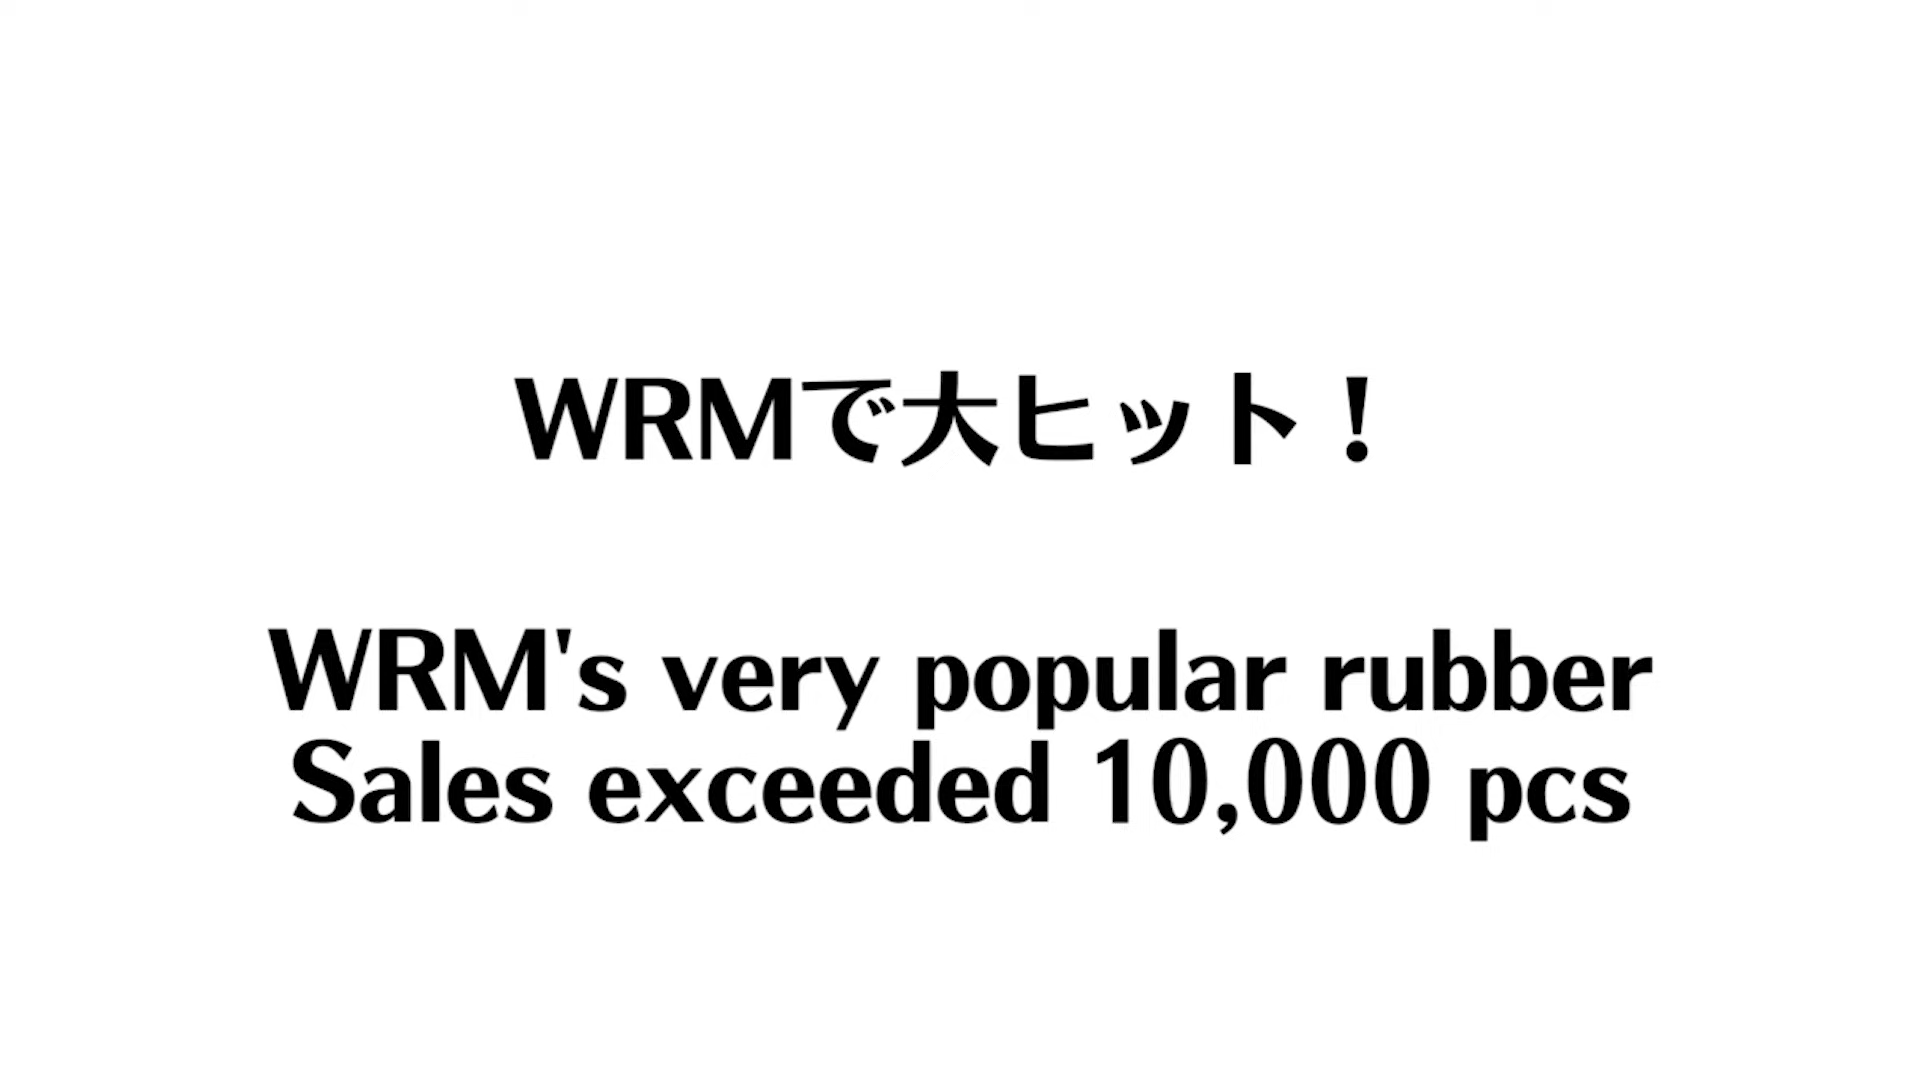 WRMで大ヒット！
WRM's very popular rubber
Sales exceeded 10,000 pcs